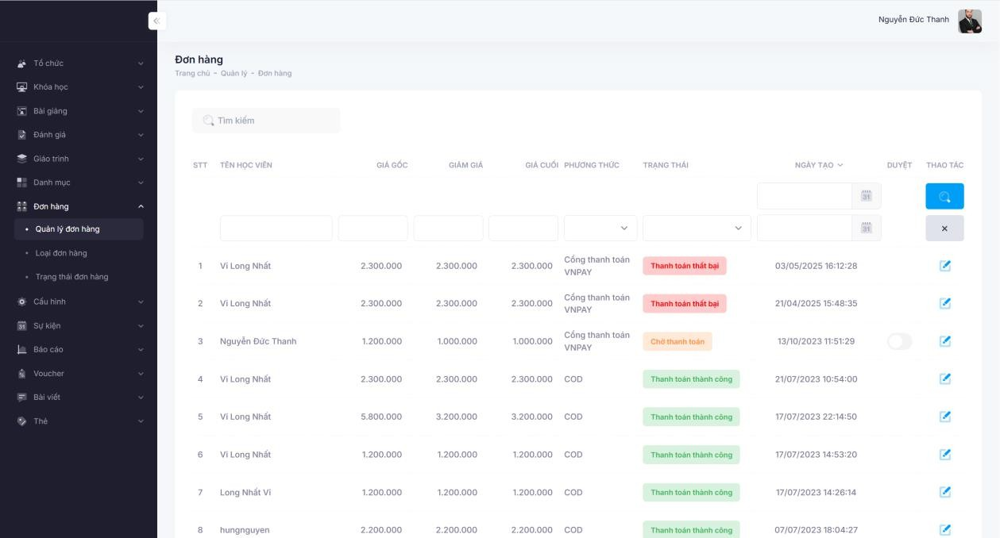 Nguyễn Đức Thanh
Tổ chức
Khóa học
Bài giảng
Đánh giá
Giáo trình
Danh mục
Đơn hàng
Quản lý đơn hàng
Loại đơn hàng
Trạng thái đơn hàng
Cấu hình
Sự kiện
Báo cáo
Voucher
Bài viết
Thẻ
Đơn hàng
Trang chủ - Quản lý - Đơn hàng
Tìm kiếm
STT TÊN HỌC VIÊN GIÁ GỐC GIẢM GIÁ GIÁ CUỐI PHƯƠNG THỨC TRẠNG THÁI NGÀY TẠO DUYỆT THAO TÁC
31
31
1 Vi Long Nhất 2.300.000 2.300.000 2.300.000 Cổng thanh toán VNPAY Thanh toán thất bại 03/05/2025 16:12:28
2 Vi Long Nhất 2.300.000 2.300.000 2.300.000 Cổng thanh toán VNPAY Thanh toán thất bại 21/04/2025 15:48:35
3 Nguyễn Đức Thanh 1.200.000 1.000.000 1.000.000 Cổng thanh toán VNPAY Chờ thanh toán 13/10/2023 11:51:29
4 Vi Long Nhất 2.300.000 2.300.000 2.300.000 COD Thanh toán thành công 21/07/2023 10:54:00
5 Vi Long Nhất 5.800.000 3.200.000 3.200.000 COD Thanh toán thành công 17/07/2023 22:14:50
6 Vi Long Nhất 1.200.000 1.200.000 1.200.000 COD Thanh toán thành công 17/07/2023 14:53:20
7 Long Nhất Vi 1.200.000 1.200.000 1.200.000 COD Thanh toán thành công 17/07/2023 14:26:14
8 hungnguyen 2.200.000 2.200.000 2.200.000 COD Thanh toán thành công 07/07/2023 18:04:27